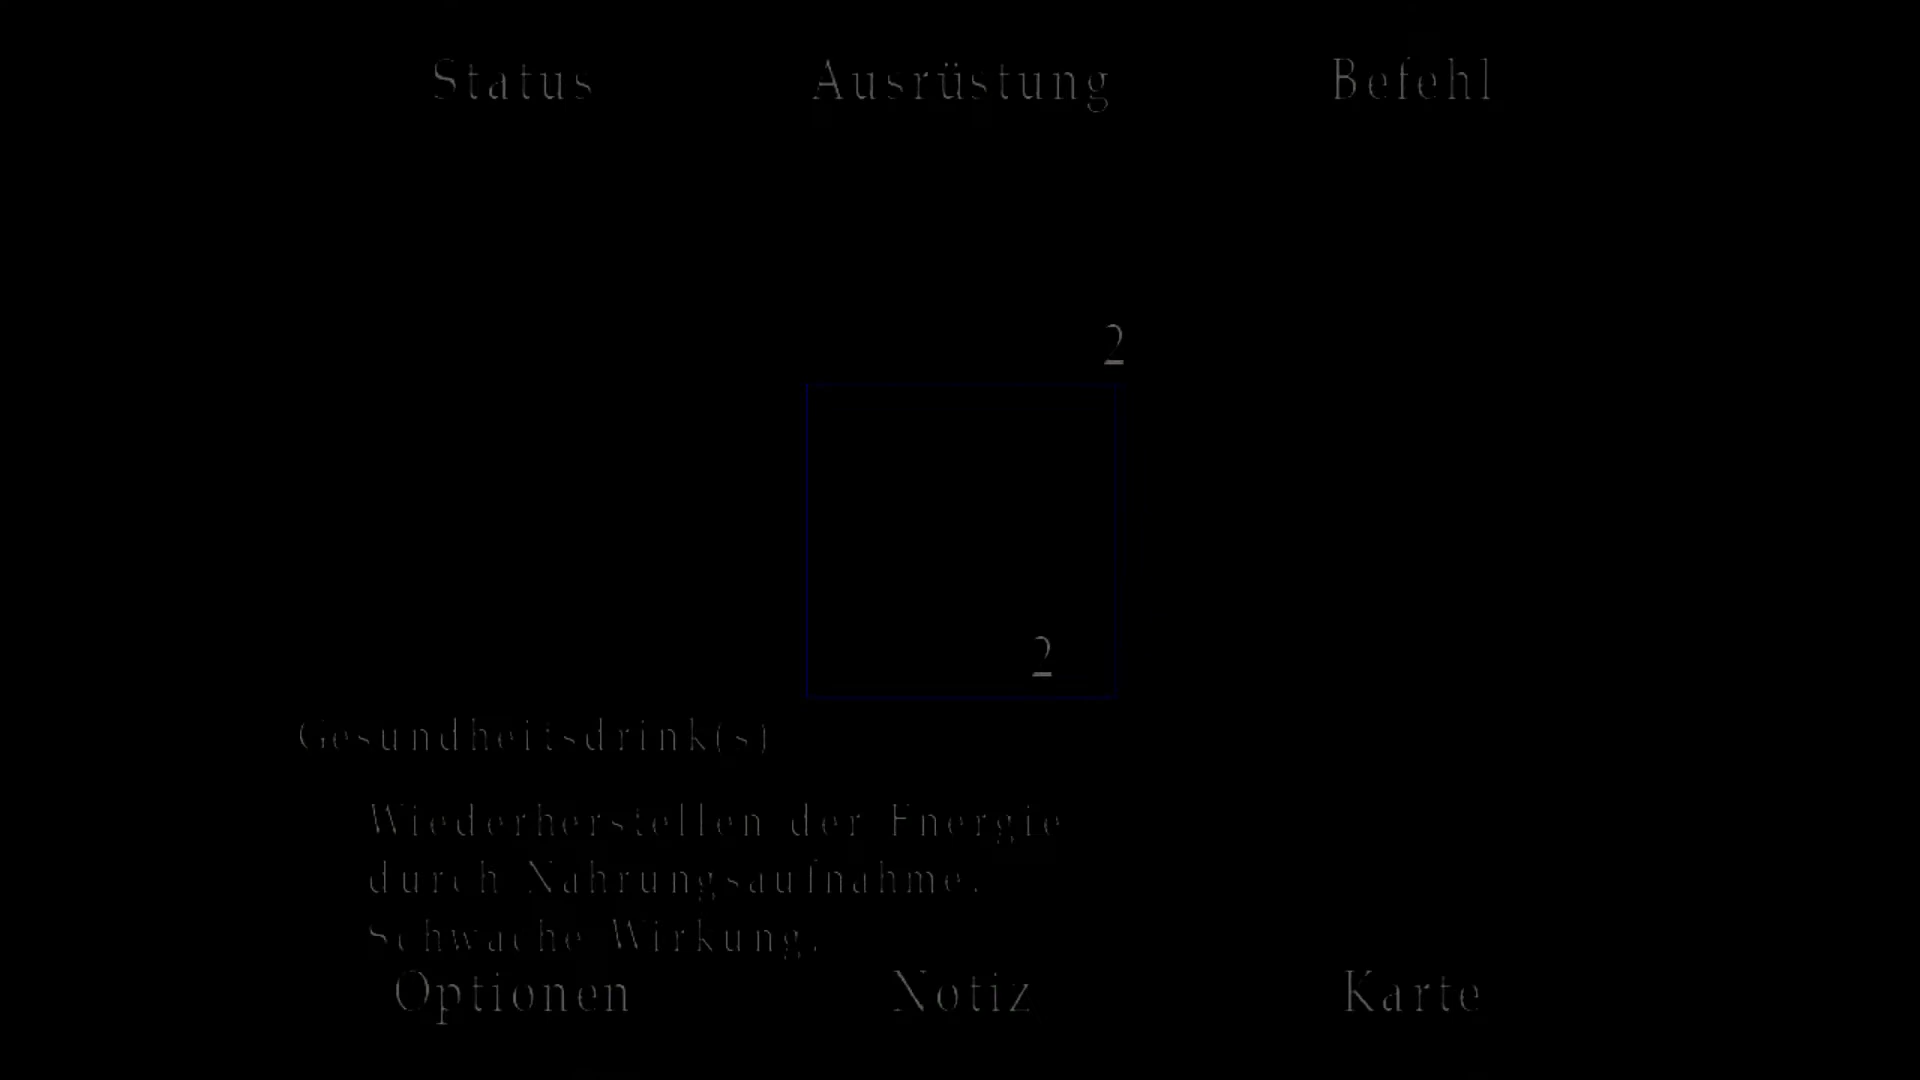 Status Ausrüstung Befehl
2
2
Gesundheitsdrink(s)
Wiederherstellen der Energie
durch Nahrungsaufnahme.
Schwache Wirkung.
Optionen Notiz Karte